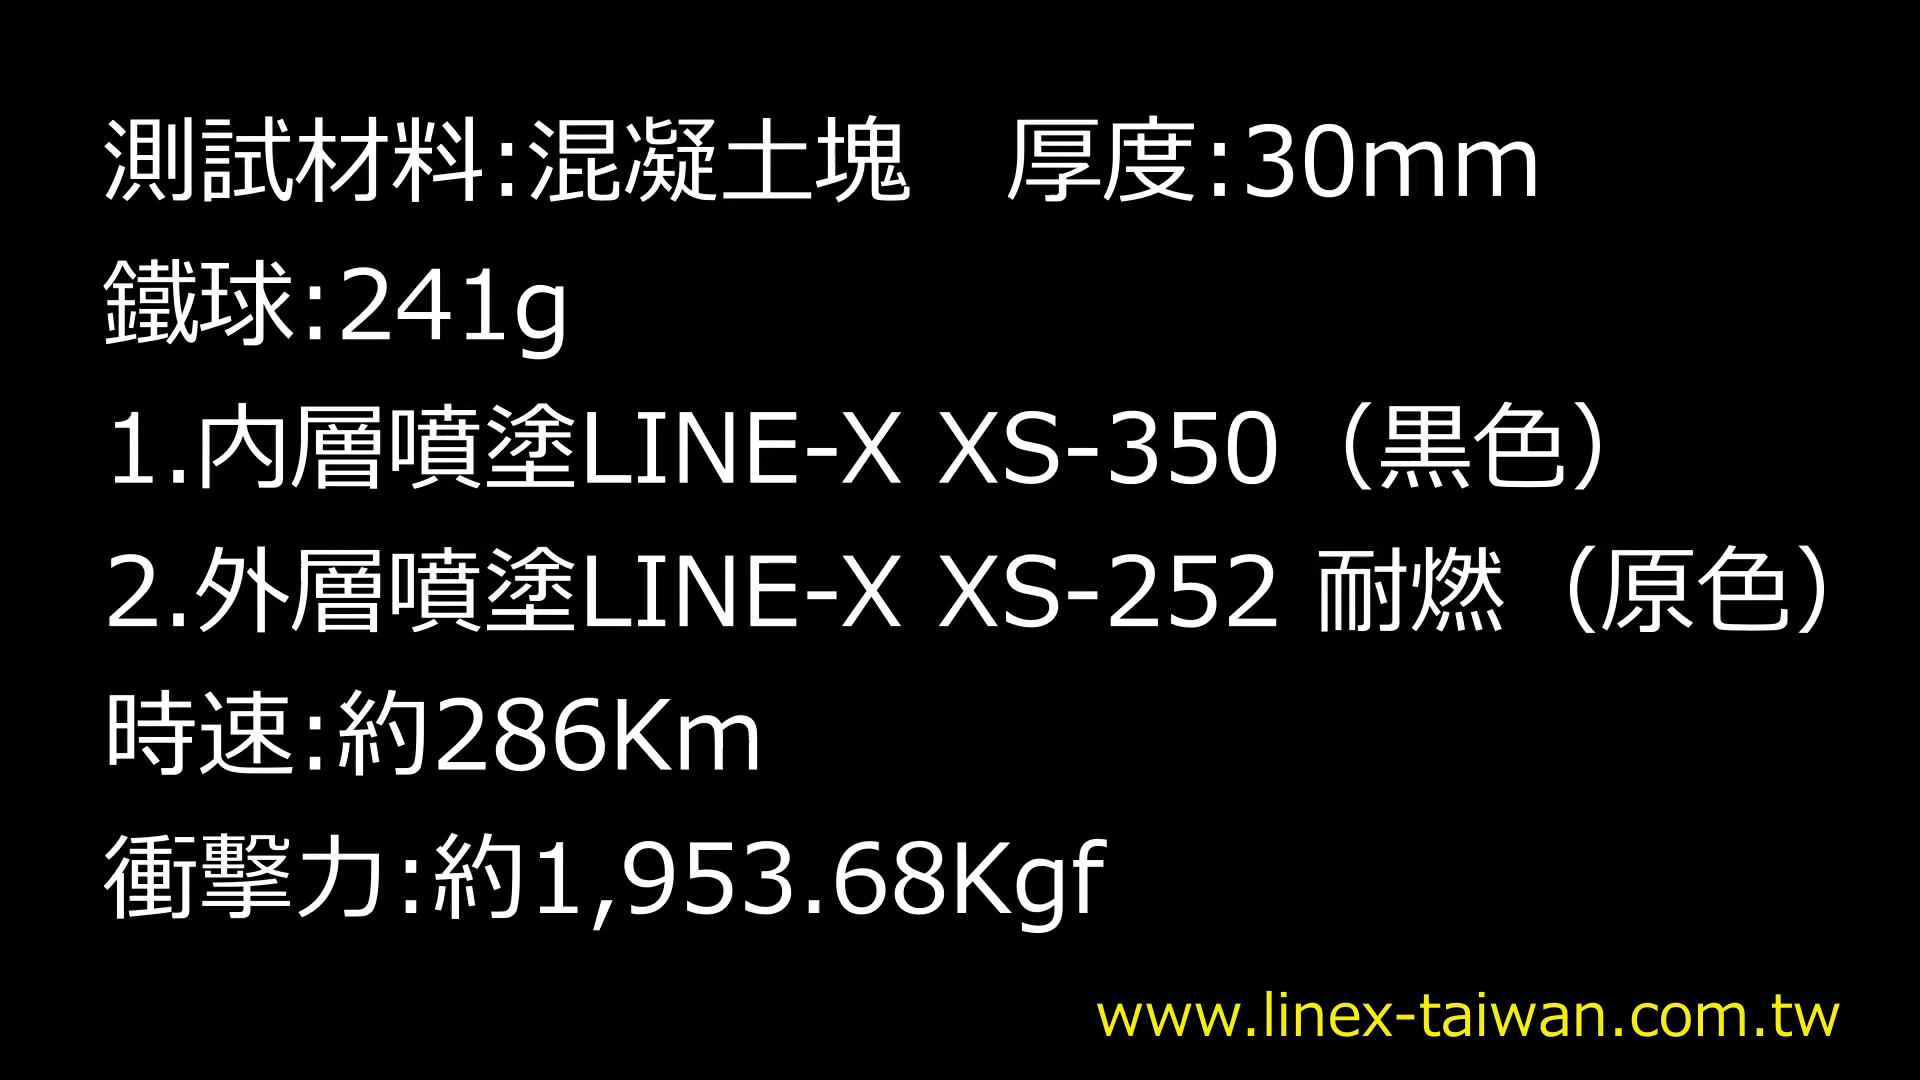 測試材料:混凝土塊　厚度:30mm
鐵球:241g
1.內層噴塗LINE-X XS-350（黑色）
2.外層噴塗LINE-X XS-252 耐燃（原色）
時速:約286Km
衝擊力:約1,953.68Kgf
www.linex-taiwan.com.tw